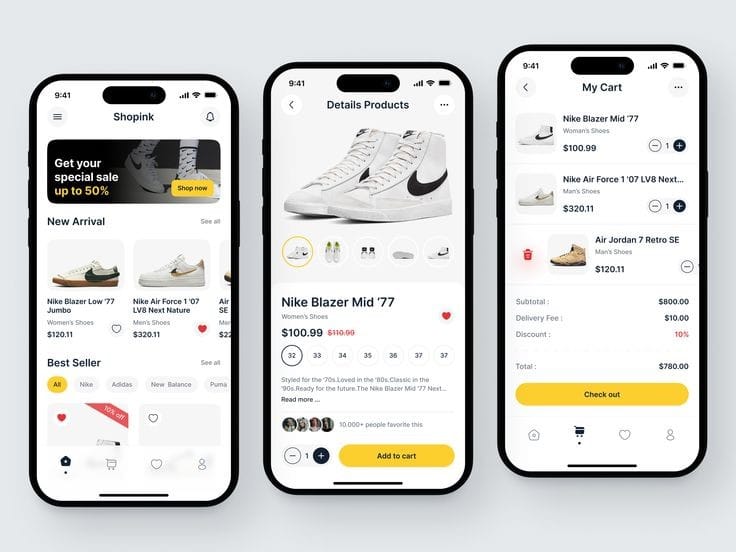 9:41
Shopink
Get your
special sale
up to 50%
Shop now
New Arrival
See all
Nike Blazer Low '77
Jumbo
Women's Shoes
$120.11
Nike Air Force 1 '07
LV8 Next Nature
Men's Shoes
$320.11
Air
SE
Men
$22
Best Seller
See all
All
Nike
Adidas
New Balance
Puma
10% off
9:41
Details Products
Nike Blazer Mid '77
Women's Shoes
$100.99 $110.99
32
33
34
35
36
37
37
Styled for the '70s.Loved in the '80s.Classic in the
'90s.Ready for the future.The Nike Blazer Mid '77 Next...
Read more ...
10.000+ people favorite this
1
Add to cart
9:41
My Cart
Nike Blazer Mid '77
Woman's Shoes
$100.99
1
Nike Air Force 1 '07 LV8 Next...
Man's Shoes
$320.11
1
Air Jordan 7 Retro SE
Man's Shoes
$120.11
Subtotal :
$800.00
Delivery Fee :
$10.00
Discount :
10%
Total :
$780.00
Check out